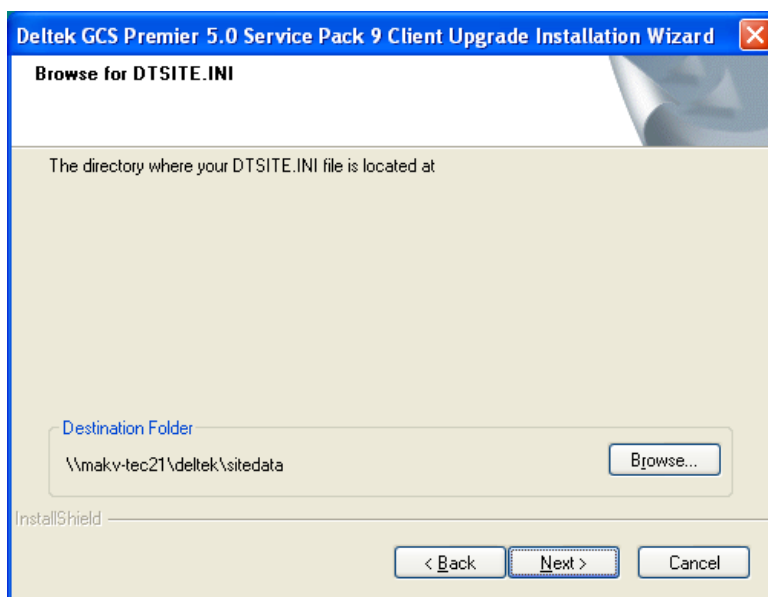 Deltek GCS Premier 5.0 Service Pack 9 Client Upgrade Installation Wizard
Browse for DTSITE.INI
The directory where your DTSITE.INI file is located at
Destination Folder
\\makv-tec21\deltek\sitedata
Browse...
InstallShield
< Back
Next >
Cancel